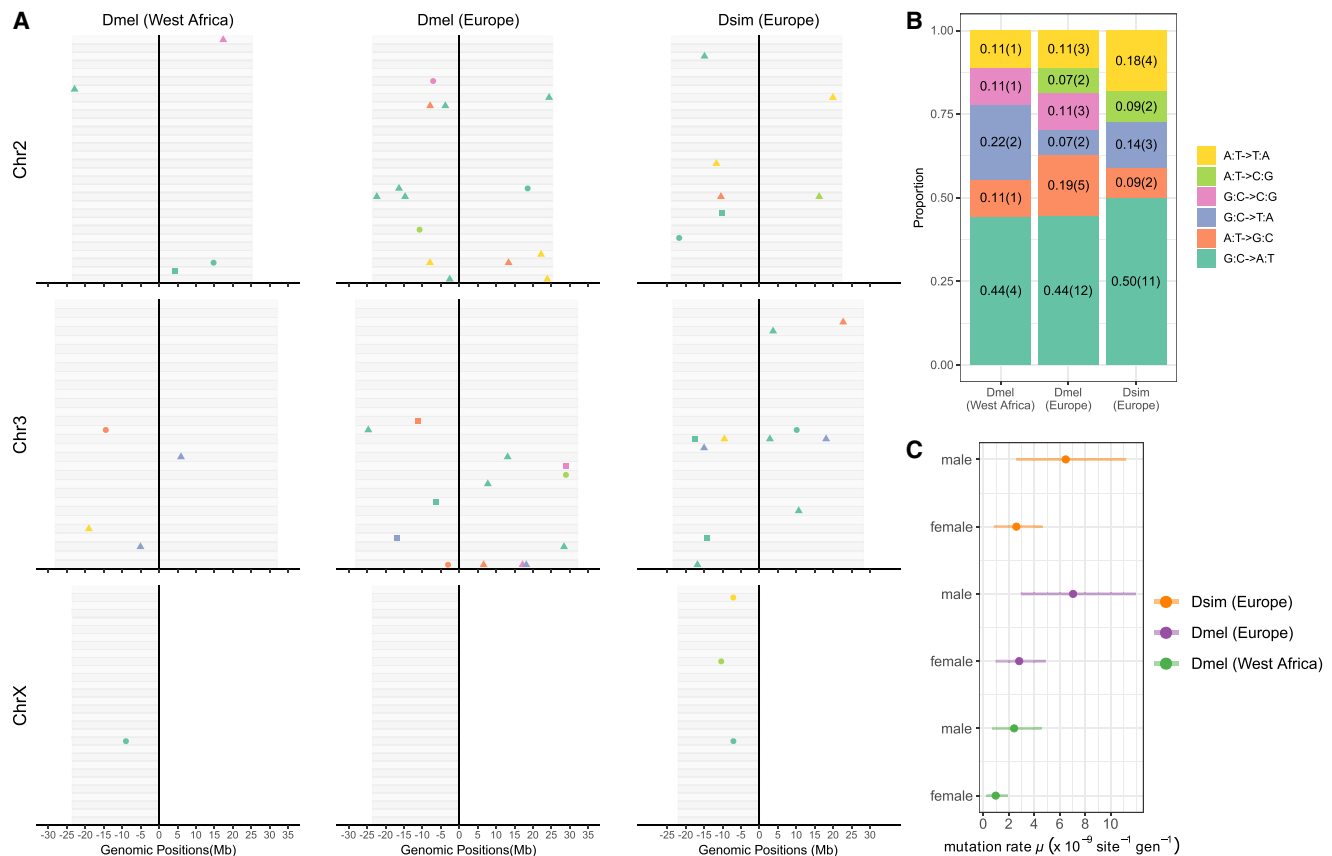 A
Dmel (West Africa)
Dmel (Europe)
Dsim (Europe)
Chr2
Chr3
ChrX
-30 -25 -20 -15 -10 -5 0 5 10 15 20 25 30 35
-30 -25 -20 -15 -10 -5 0 5 10 15 20 25 30 35
-25 -20 -15 -10 -5 0 5 10 15 20 25 30
Genomic Positions(Mb)
Genomic Positions(Mb)
Genomic Positions (Mb)
B
Proportion
1.00
0.75
0.50
0.25
0.00
0.11(1)
0.11(1)
0.22(2)
0.11(1)
0.44(4)
0.11(3)
0.07(2)
0.11(3)
0.07(2)
0.19(5)
0.44(12)
0.18(4)
0.09(2)
0.14(3)
0.09(2)
0.50(11)
Dmel
(West Africa)
Dmel
(Europe)
Dsim
(Europe)
A:T->T:A
A:T->C:G
G:C->C:G
G:C->T:A
A:T->G:C
G:C->A:T
C
male
female
male
female
male
female
0 2 4 6 8 10
mutation rate μ (x 10⁻⁹ site⁻¹ gen⁻¹)
Dsim (Europe)
Dmel (Europe)
Dmel (West Africa)